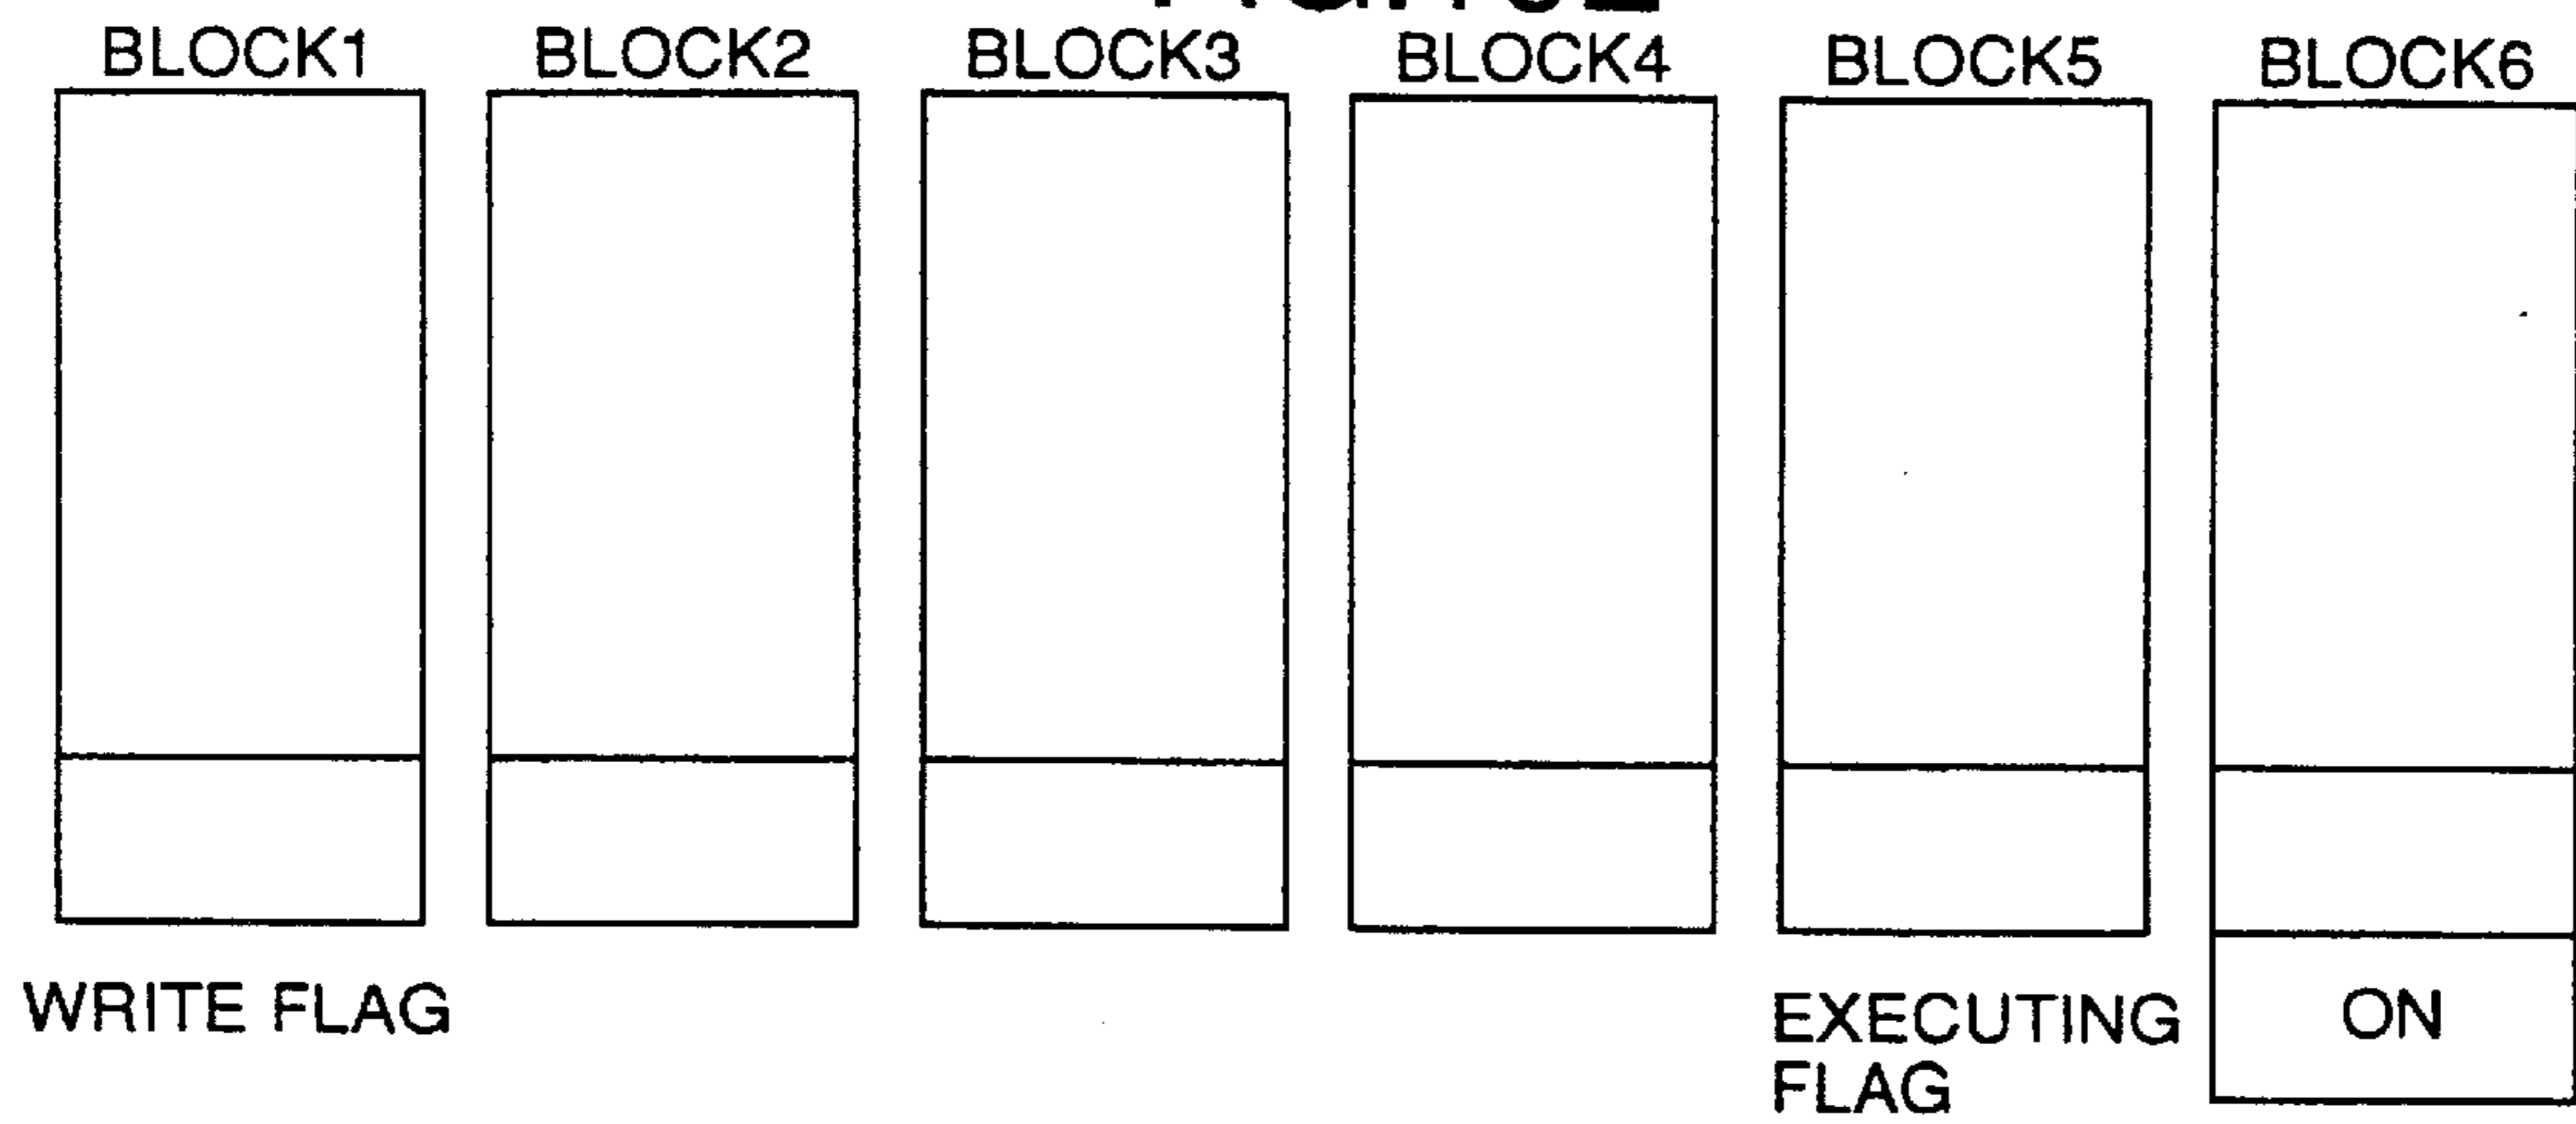 BLOCK1 BLOCK2 BLOCK3 BLOCK4 BLOCK5 BLOCK6
WRITE FLAG
EXECUTING
FLAG
ON